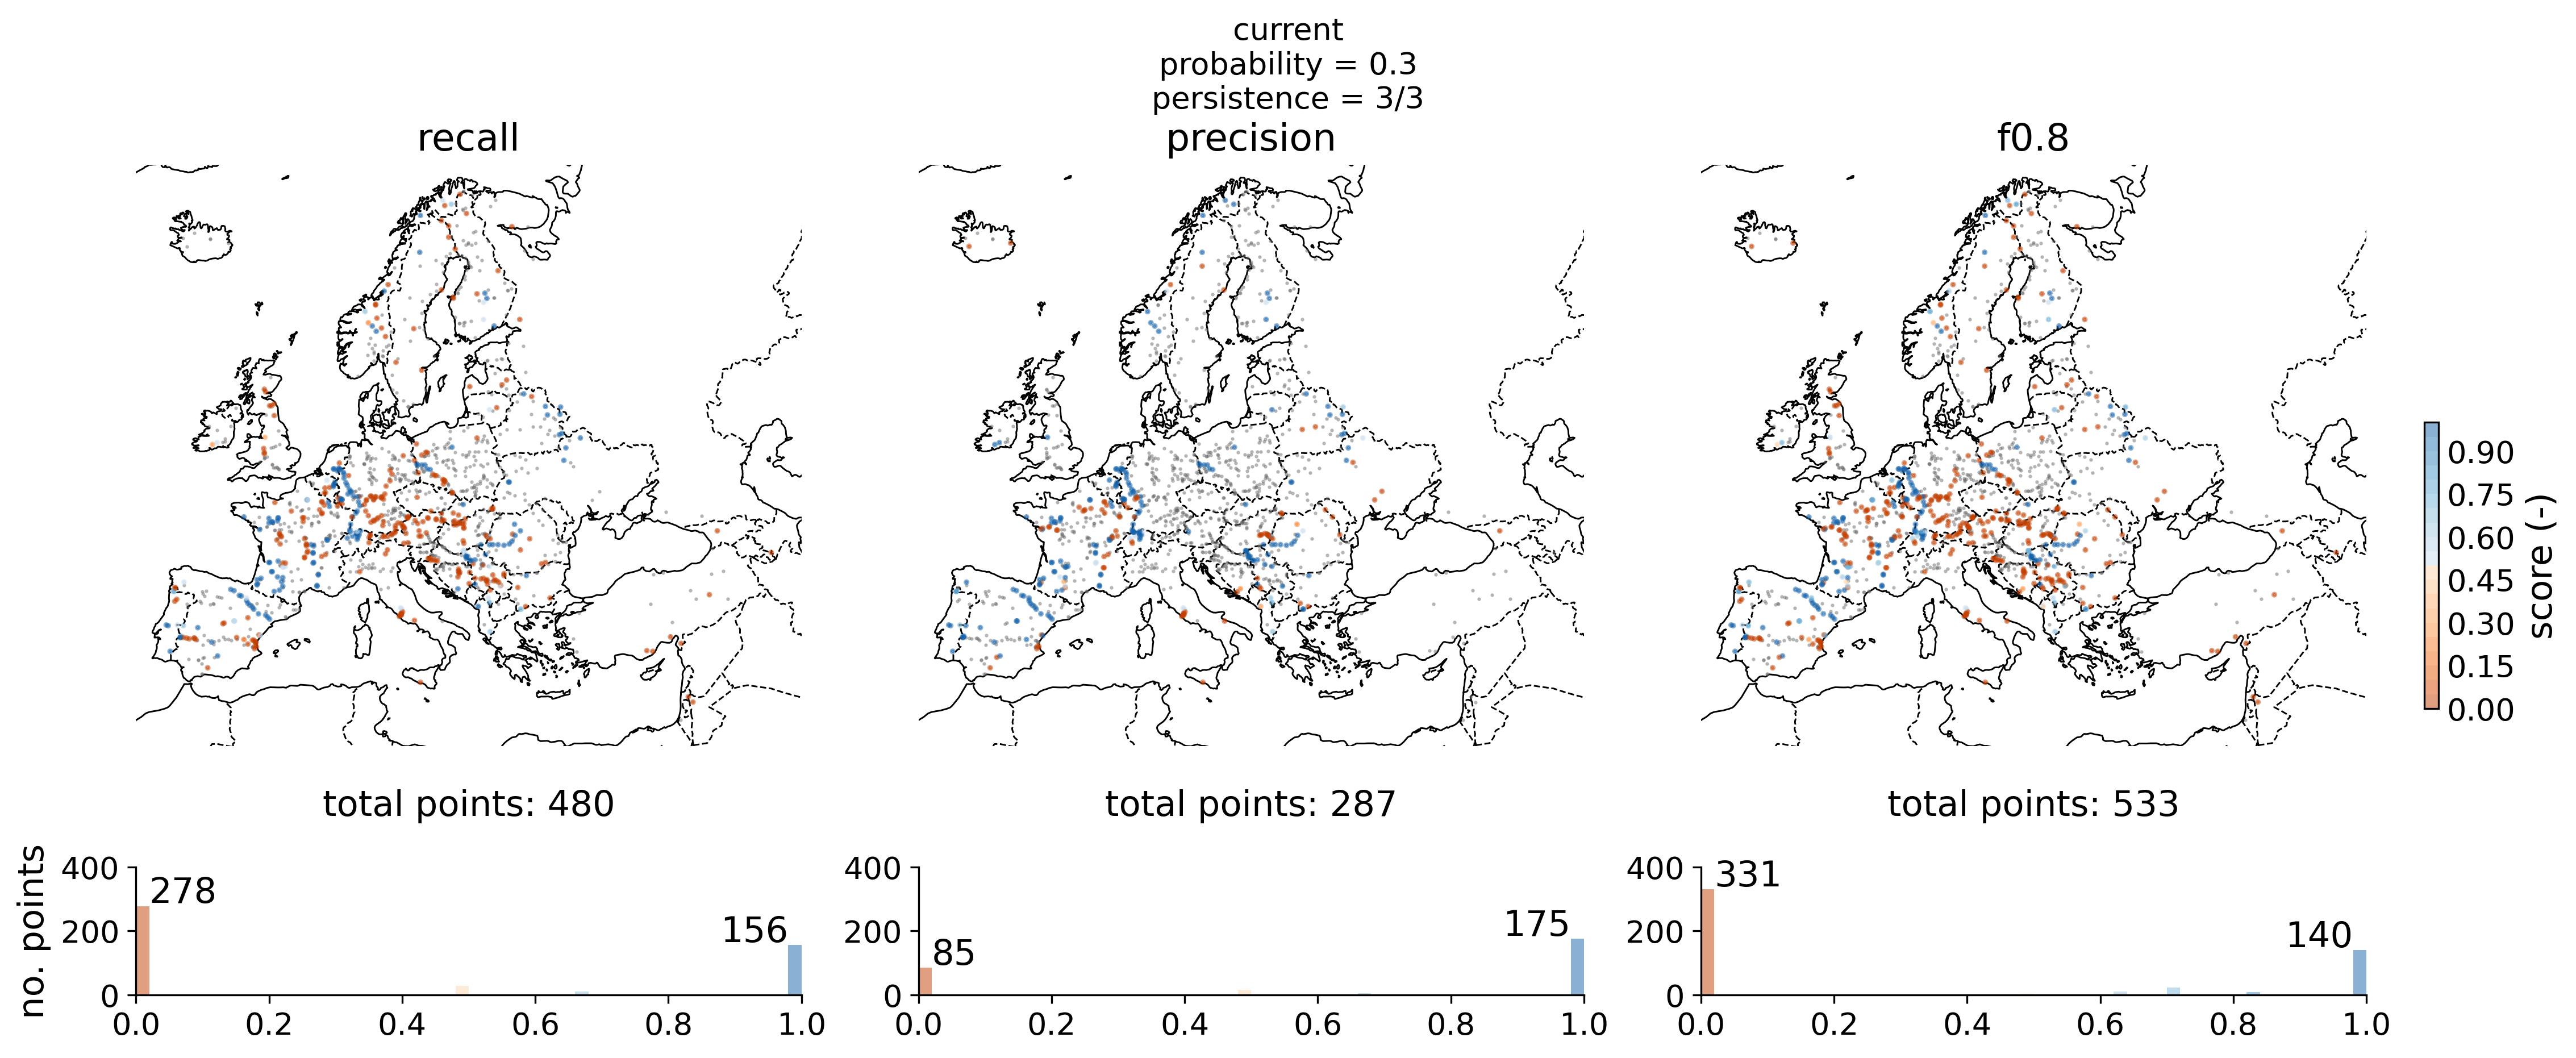 current
probability = 0.3
persistence = 3/3
recall
precision
f0.8
0.90
0.75
0.60
0.45
0.30
0.15
0.00
score (-)
total points: 480
total points: 287
total points: 533
no. points
400
200
0
278
156
0.0 0.2 0.4 0.6 0.8 1.0
400
200
0
85
175
0.0 0.2 0.4 0.6 0.8 1.0
400
200
0
331
140
0.0 0.2 0.4 0.6 0.8 1.0